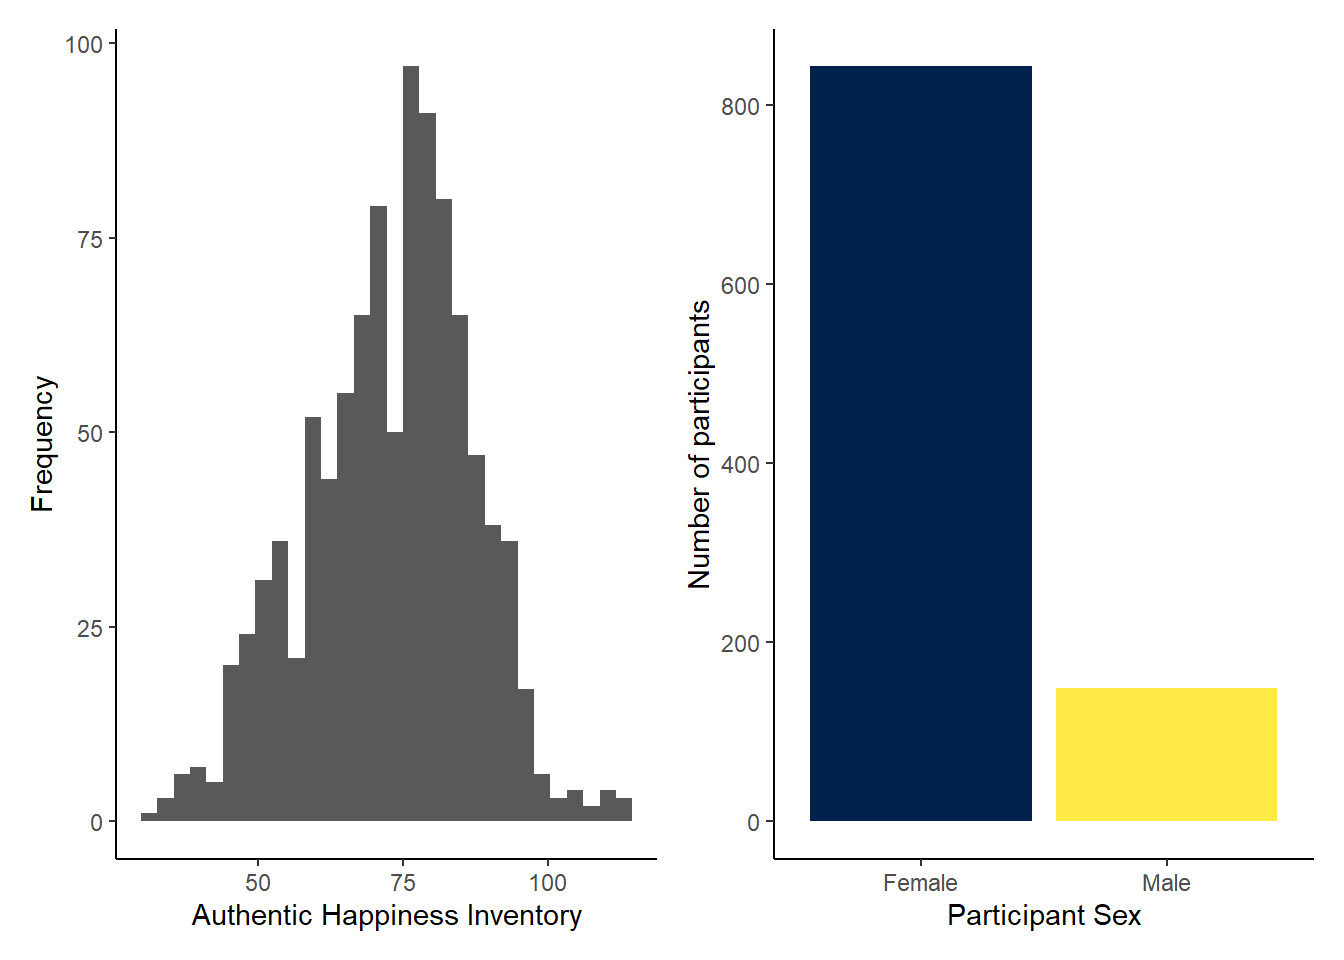 100
75
50
25
0
Frequency
50 75 100
Authentic Happiness Inventory
800
600
400
200
0
Number of participants
Female Male
Participant Sex